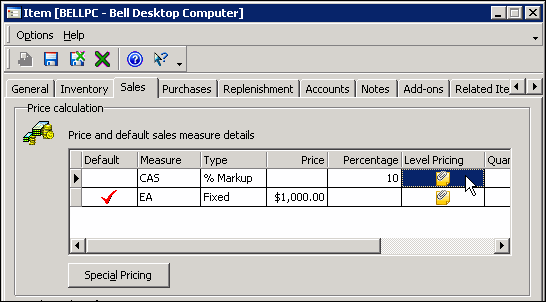 Item [BELLPC - Bell Desktop Computer]
Options Help
General Inventory Sales Purchases Replenishment Accounts Notes Add-ons Related Ite
Price calculation
Price and default sales measure details
Default Measure Type Price Percentage Level Pricing Quar
CAS % Markup 10
EA Fixed $1,000.00
Special Pricing